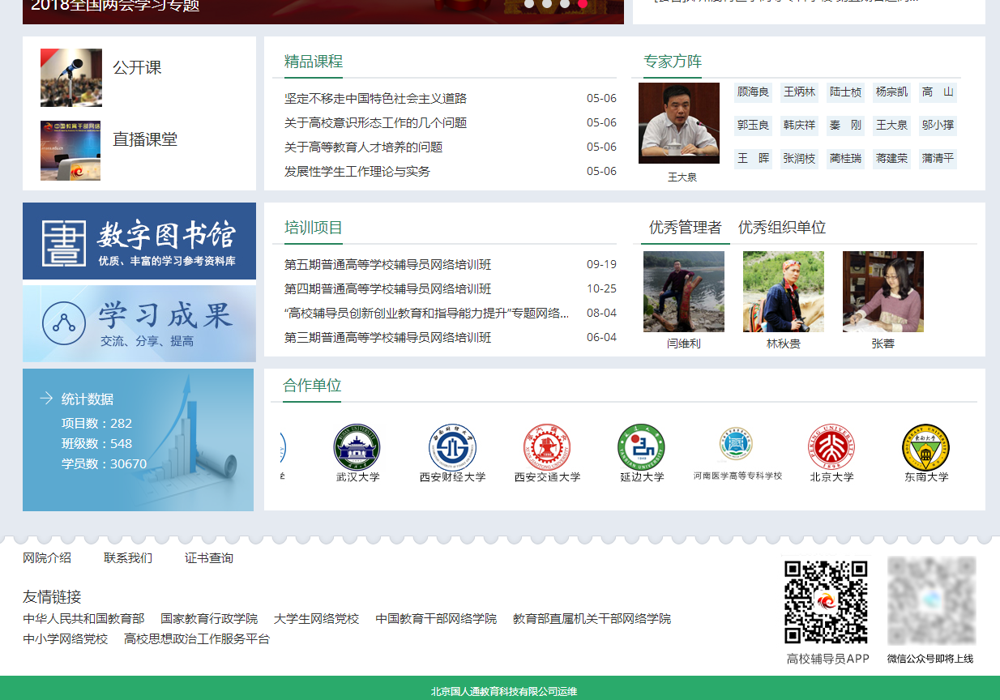 2018全国两会学习专题
公开课
直播课堂
精品课程
坚定不移走中国特色社会主义道路 05-06
关于高校意识形态工作的几个问题 05-06
关于高等教育人才培养的问题 05-06
发展性学生工作理论与实务 05-06
专家方阵
顾海良 王炳林 陆士桢 杨宗凯 高 山
郭玉良 韩庆祥 秦 刚 王大泉 邬小撑
王 晖 张润枝 蔺桂瑞 蒋建荣 蒲清平
王大泉
数字图书馆
优质、丰富的学习参考资料库
学习成果
交流、分享、提高
培训项目
第五期普通高等学校辅导员网络培训班 09-19
第四期普通高等学校辅导员网络培训班 10-25
“高校辅导员创新创业教育和指导能力提升”专题网络... 08-04
第三期普通高等学校辅导员网络培训班 06-04
优秀管理者 优秀组织单位
闫维利 林秋贵 张蓉
统计数据
项目数：282
班级数：548
学员数：30670
合作单位
武汉大学 西安财经大学 西安交通大学 延边大学 河南医学高等专科学校 北京大学 东南大学
网院介绍 联系我们 证书查询
友情链接
中华人民共和国教育部 国家教育行政学院 大学生网络党校 中国教育干部网络学院 教育部直属机关干部网络学院
中小学网络党校 高校思想政治工作服务平台
高校辅导员APP 微信公众号即将上线
北京国人通教育科技有限公司运维